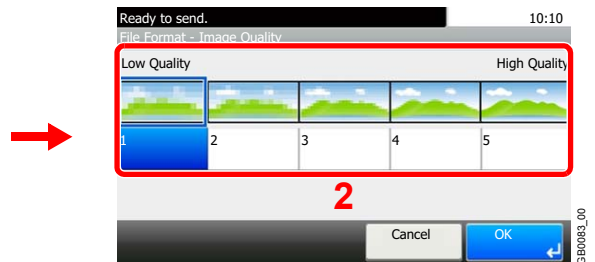 Ready to send. 10:10
File Format - Image Quality
Low Quality High Quality
1 2 3 4 5
2
Cancel OK
GB0083_00